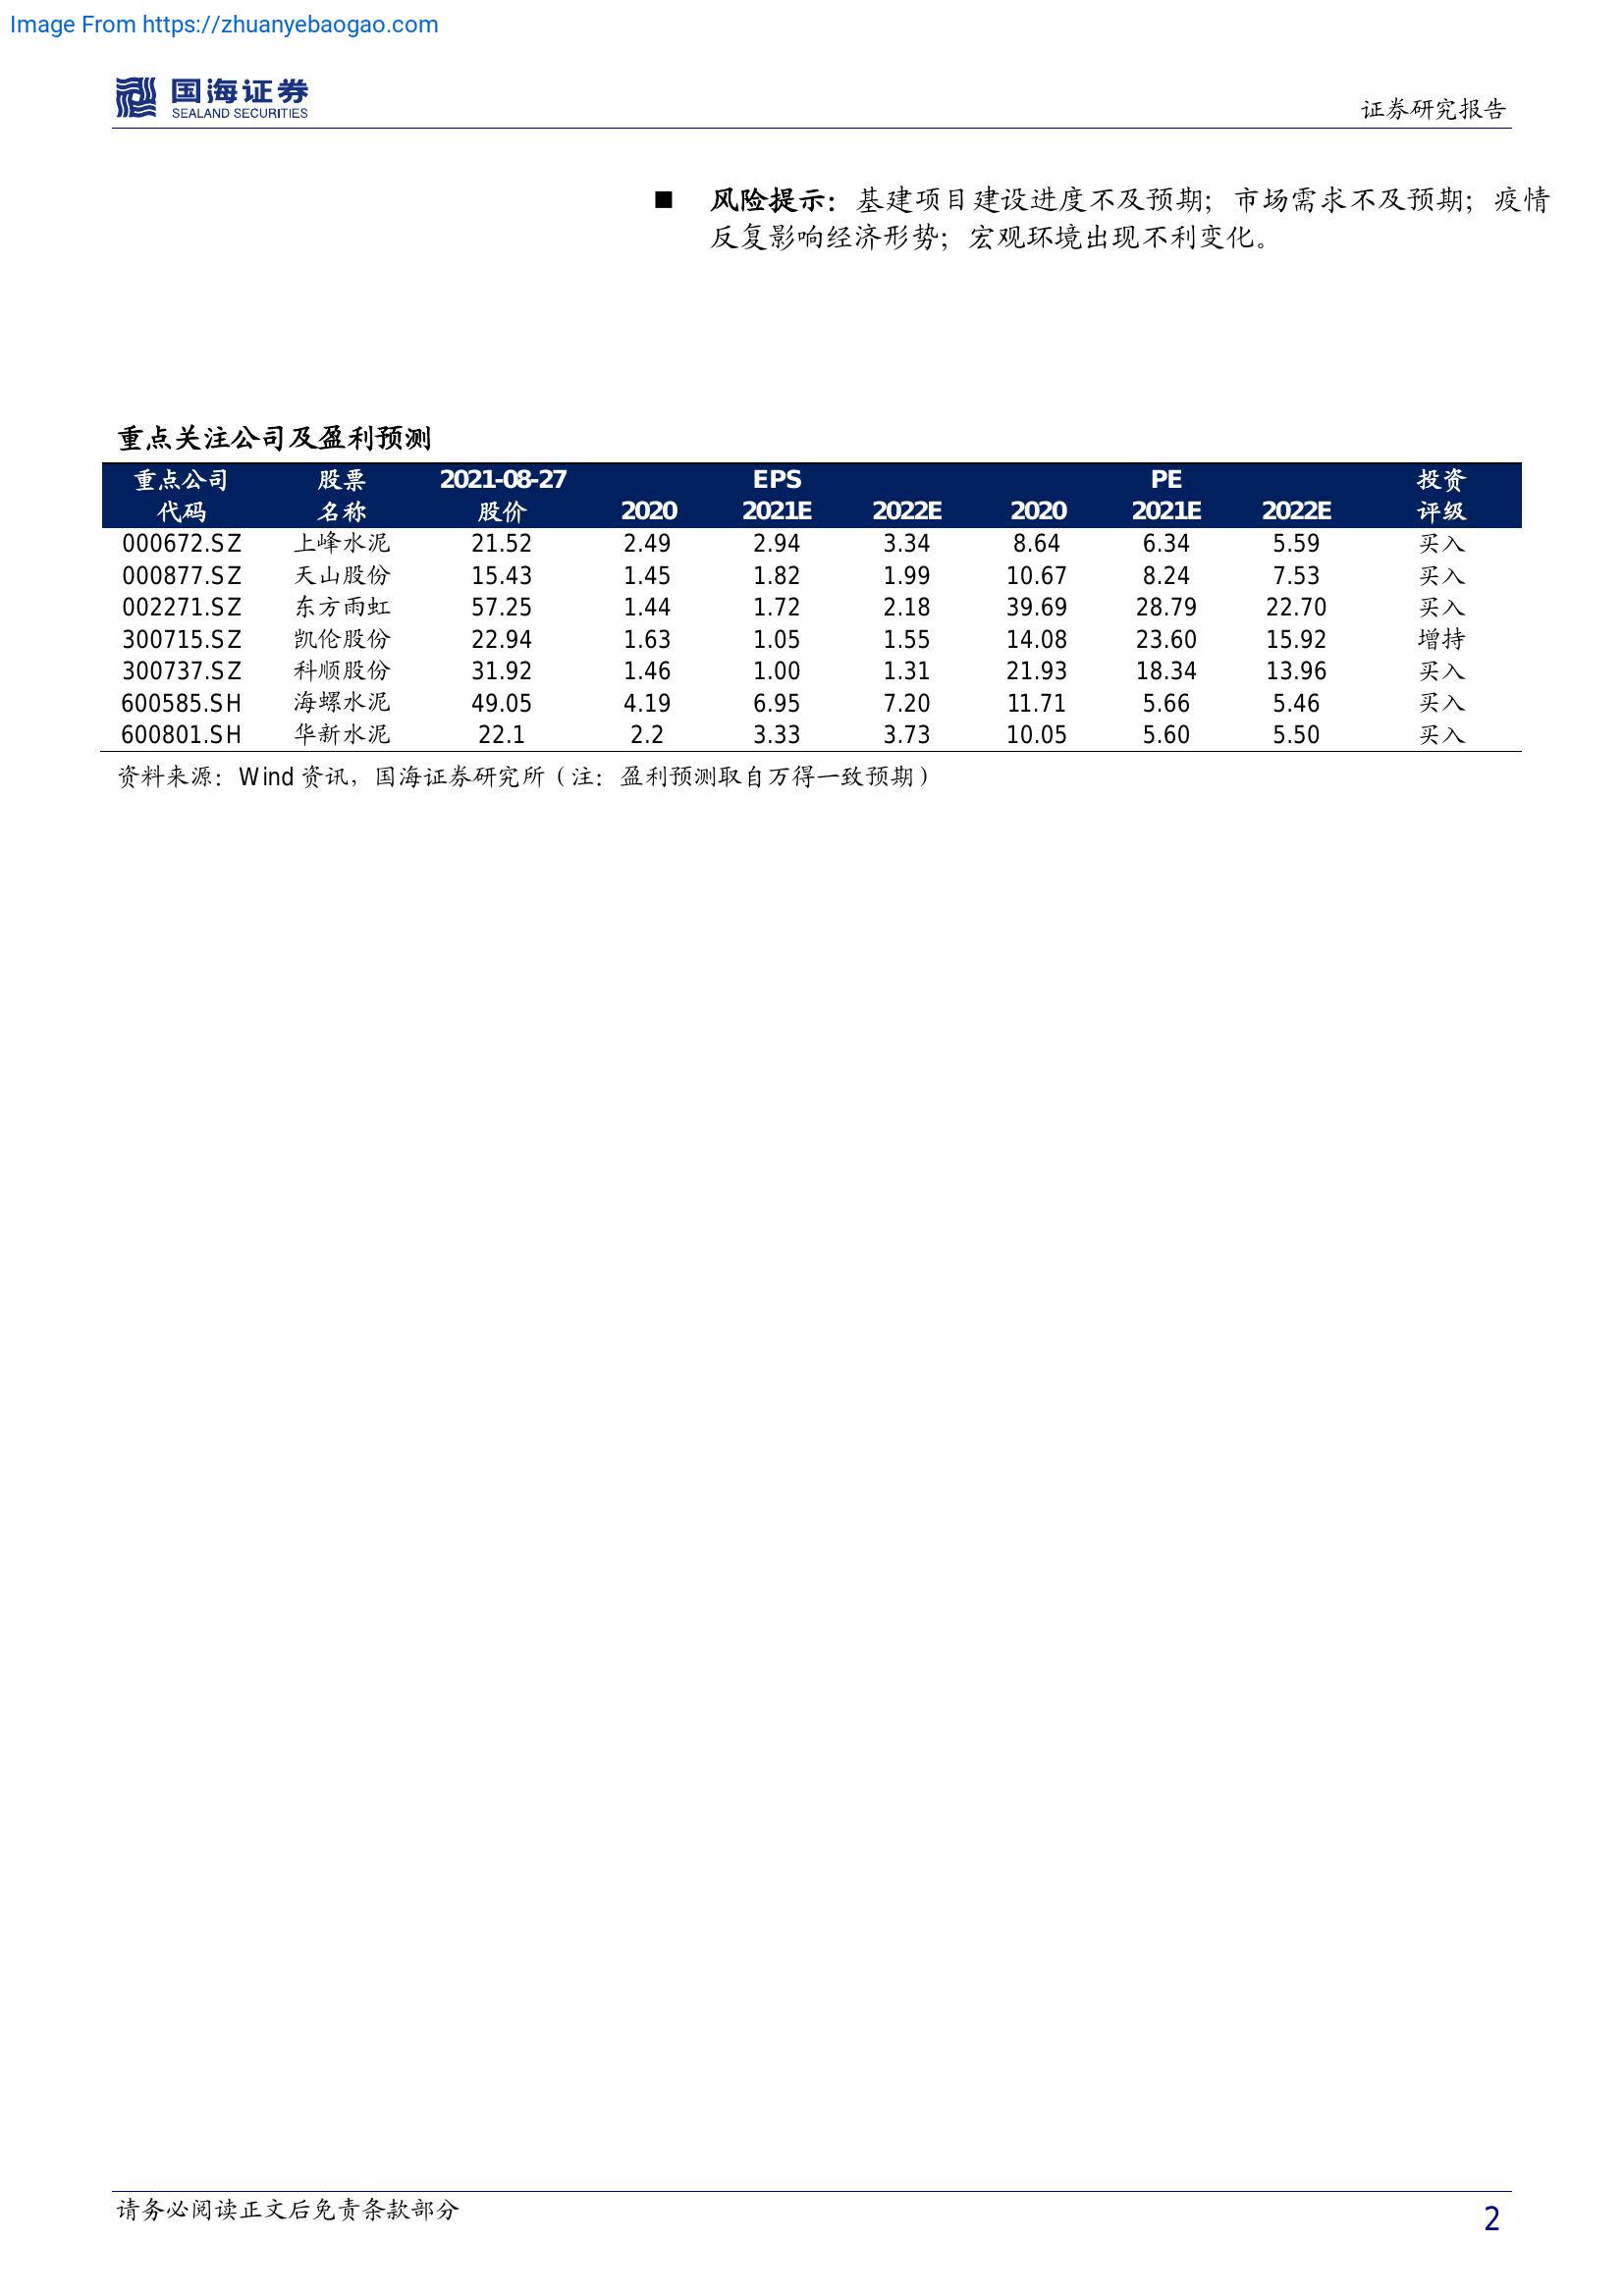 Image From https://zhuanyebaogao.com
国海证券
SEALAND SECURITIES
证券研究报告
■ 风险提示：基建项目建设进度不及预期；市场需求不及预期；疫情
反复影响经济形势；宏观环境出现不利变化。
重点关注公司及盈利预测
重点公司 股票 2021-08-27 EPS PE 投资
代码 名称 股价 2020 2021E 2022E 2020 2021E 2022E 评级
000672.SZ 上峰水泥 21.52 2.49 2.94 3.34 8.64 6.34 5.59 买入
000877.SZ 天山股份 15.43 1.45 1.82 1.99 10.67 8.24 7.53 买入
002271.SZ 东方雨虹 57.25 1.44 1.72 2.18 39.69 28.79 22.70 买入
300715.SZ 凯伦股份 22.94 1.63 1.05 1.55 14.08 23.60 15.92 增持
300737.SZ 科顺股份 31.92 1.46 1.00 1.31 21.93 18.34 13.96 买入
600585.SH 海螺水泥 49.05 4.19 6.95 7.20 11.71 5.66 5.46 买入
600801.SH 华新水泥 22.1 2.2 3.33 3.73 10.05 5.60 5.50 买入
资料来源：Wind 资讯，国海证券研究所（注：盈利预测取自万得一致预期）
请务必阅读正文后免责条款部分
2